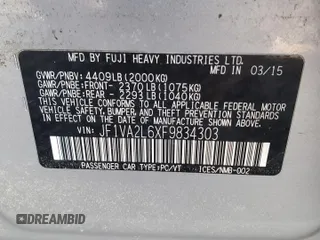 MFD BY FUJI HEAVY INDUSTRIES LTD.
03/15
GVWR/PNBV: 4409LB(2000KG)
GAWR/PNBE:FRONT- 2370LB(1075KG)
GAWR/PNBE:REAR - 2293LB(1040KG)
THIS VEHICLE CONFORMS TO ALL APPLICABLE FEDERAL MOTOR
VEHICLE SAFETY, BUMPER, AND THEFT PREVENTION STANDARDS
IN EFFECT ON THE DATE OF MANUFACTURE SHOWN ABOVE.
VIN: JF1VA2L6XF9834303
PASSENGER CAR TYPE:PC/VT
ICES/NMB-002
DREAMBID